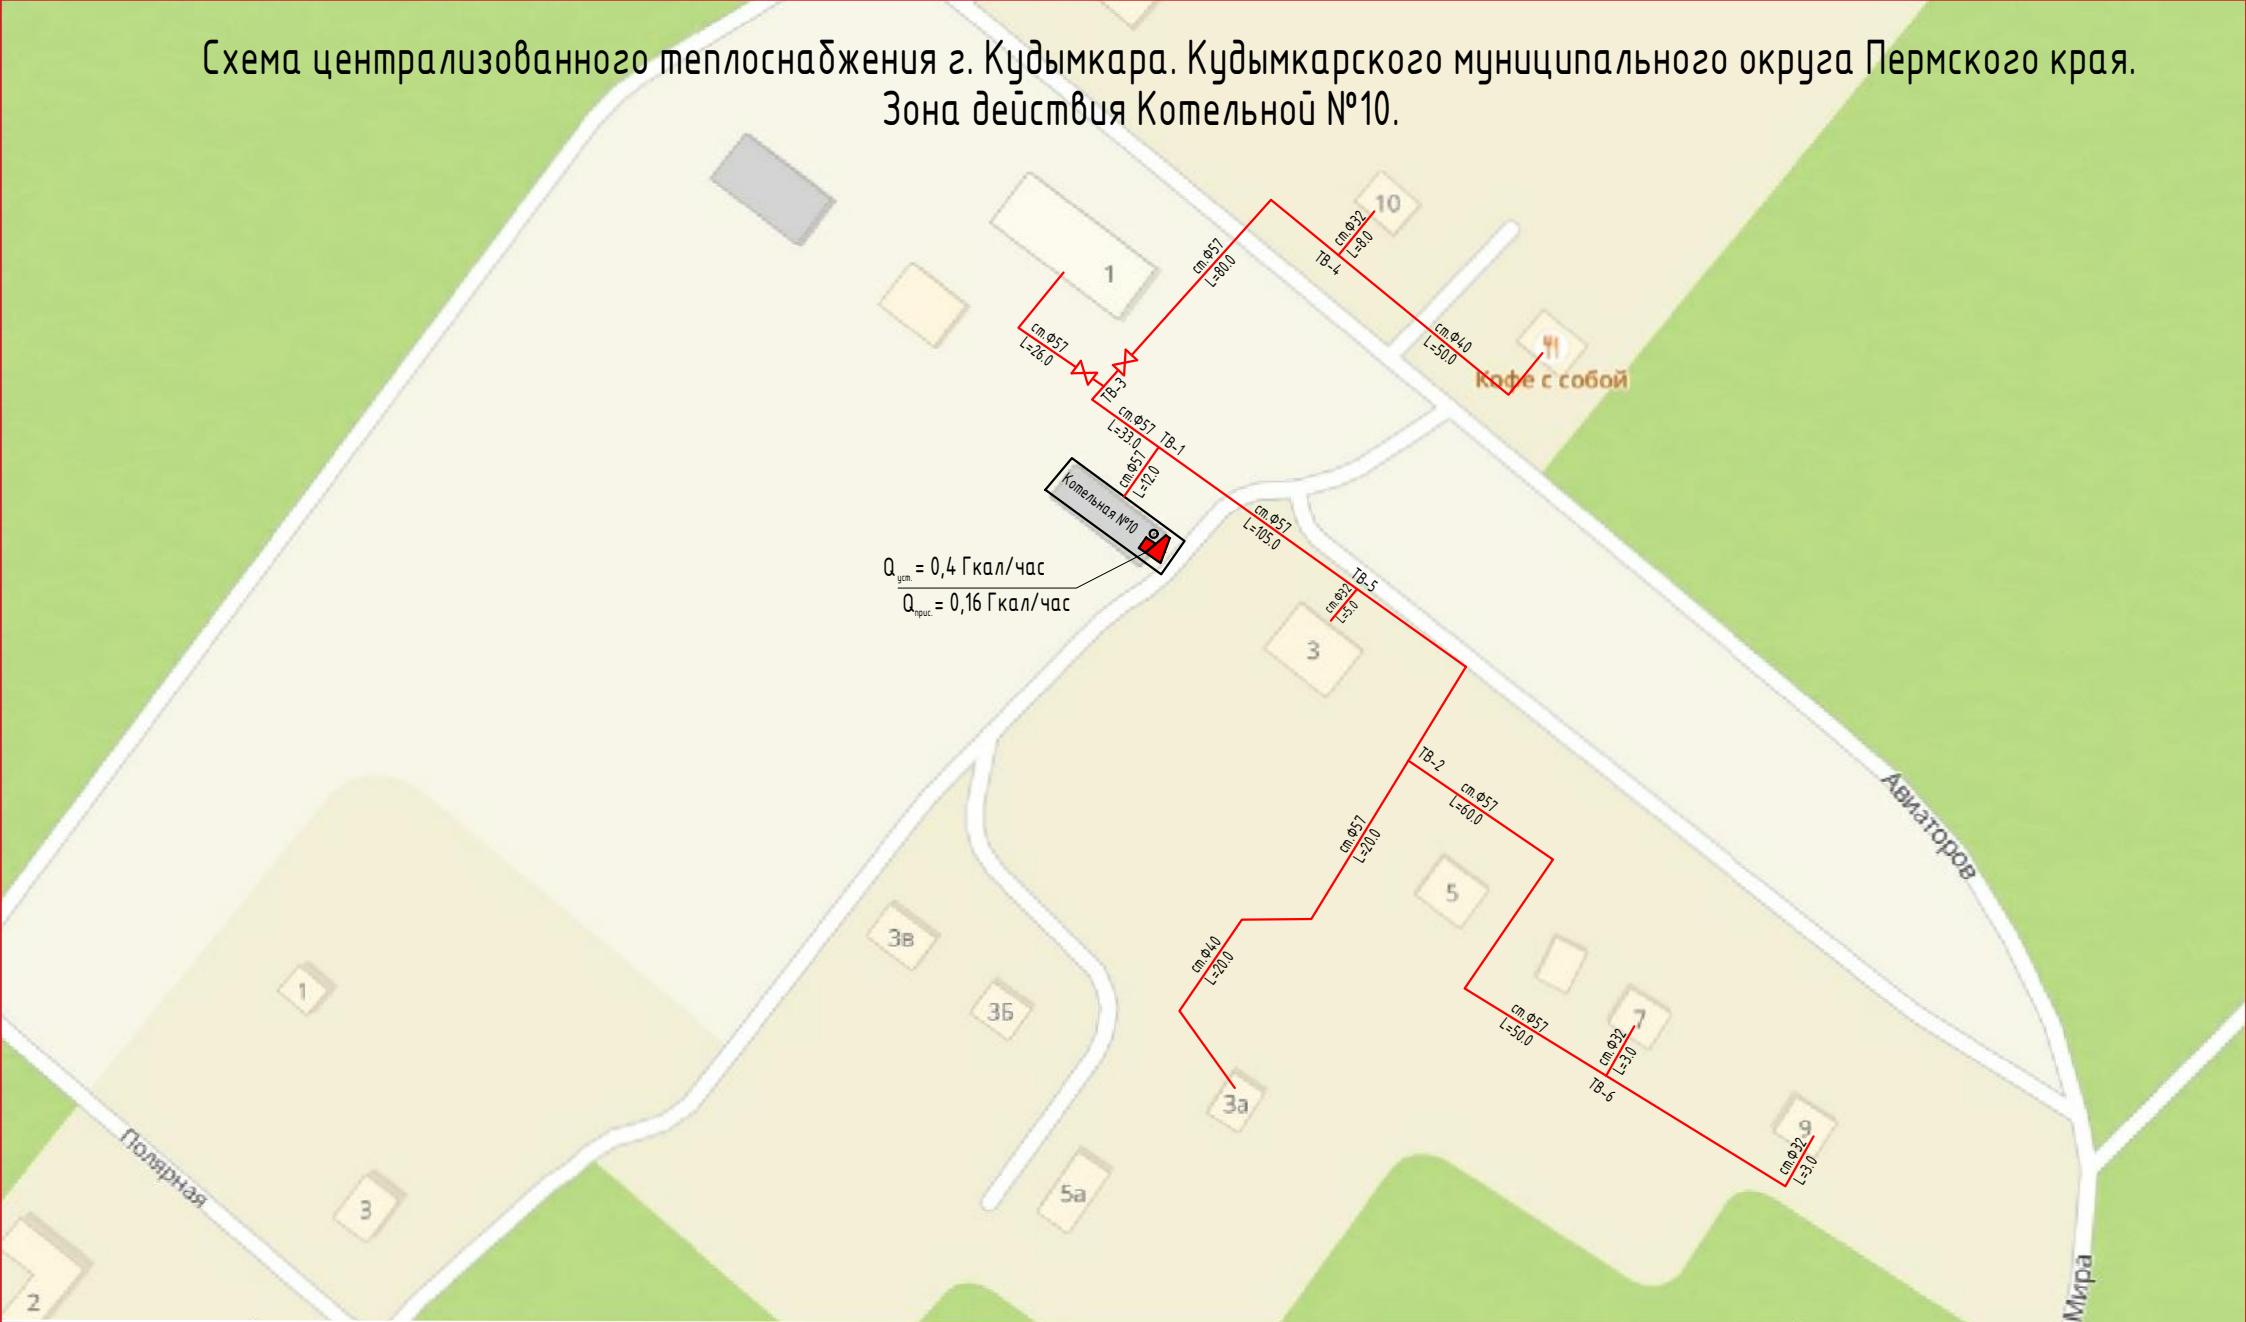 Схема централизованного теплоснабжения г. Кудымкара. Кудымкарского муниципального округа Пермского края.
Зона действия Котельной №10.
10
ст.Ф32
L=8.0
ТВ-4
ст.Ф57
L=80.0
1
ст.Ф57
L=26.0
ст.Ф40
L=50.0
Кофе с собой
ТВ-3
ст.Ф57
L=33.0
ТВ-1
ст.Ф57
L=12.0
Котельная №10
ст.Ф57
L=105.0
Qуст. = 0,4 Гкал/час
Qприс. = 0,16 Гкал/час
ТВ-5
ст.Ф32
L=5.0
3
ТВ-2
ст.Ф57
L=60.0
ст.Ф57
L=20.0
Авиаторов
5
3в
ст.Ф40
L=20.0
1
3Б
ст.Ф57
L=50.0
7
ст.Ф32
L=3.0
ТВ-6
3а
9
ст.Ф32
L=3.0
Полярная
5а
3
2
Мира